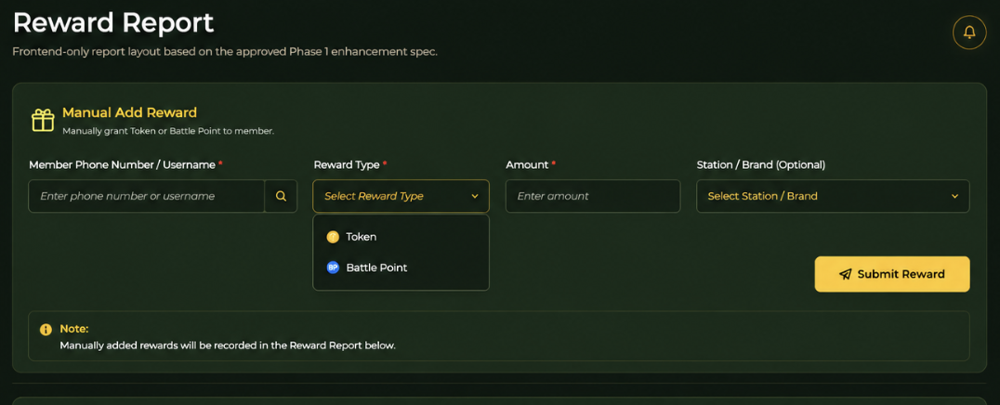 Reward Report
Frontend-only report layout based on the approved Phase 1 enhancement spec.
Manual Add Reward
Manually grant Token or Battle Point to member.
Member Phone Number / Username *
Reward Type *
Amount *
Station / Brand (Optional)
Enter phone number or username
Select Reward Type
Enter amount
Select Station / Brand
Token
BP Battle Point
Submit Reward
Note:
Manually added rewards will be recorded in the Reward Report below.